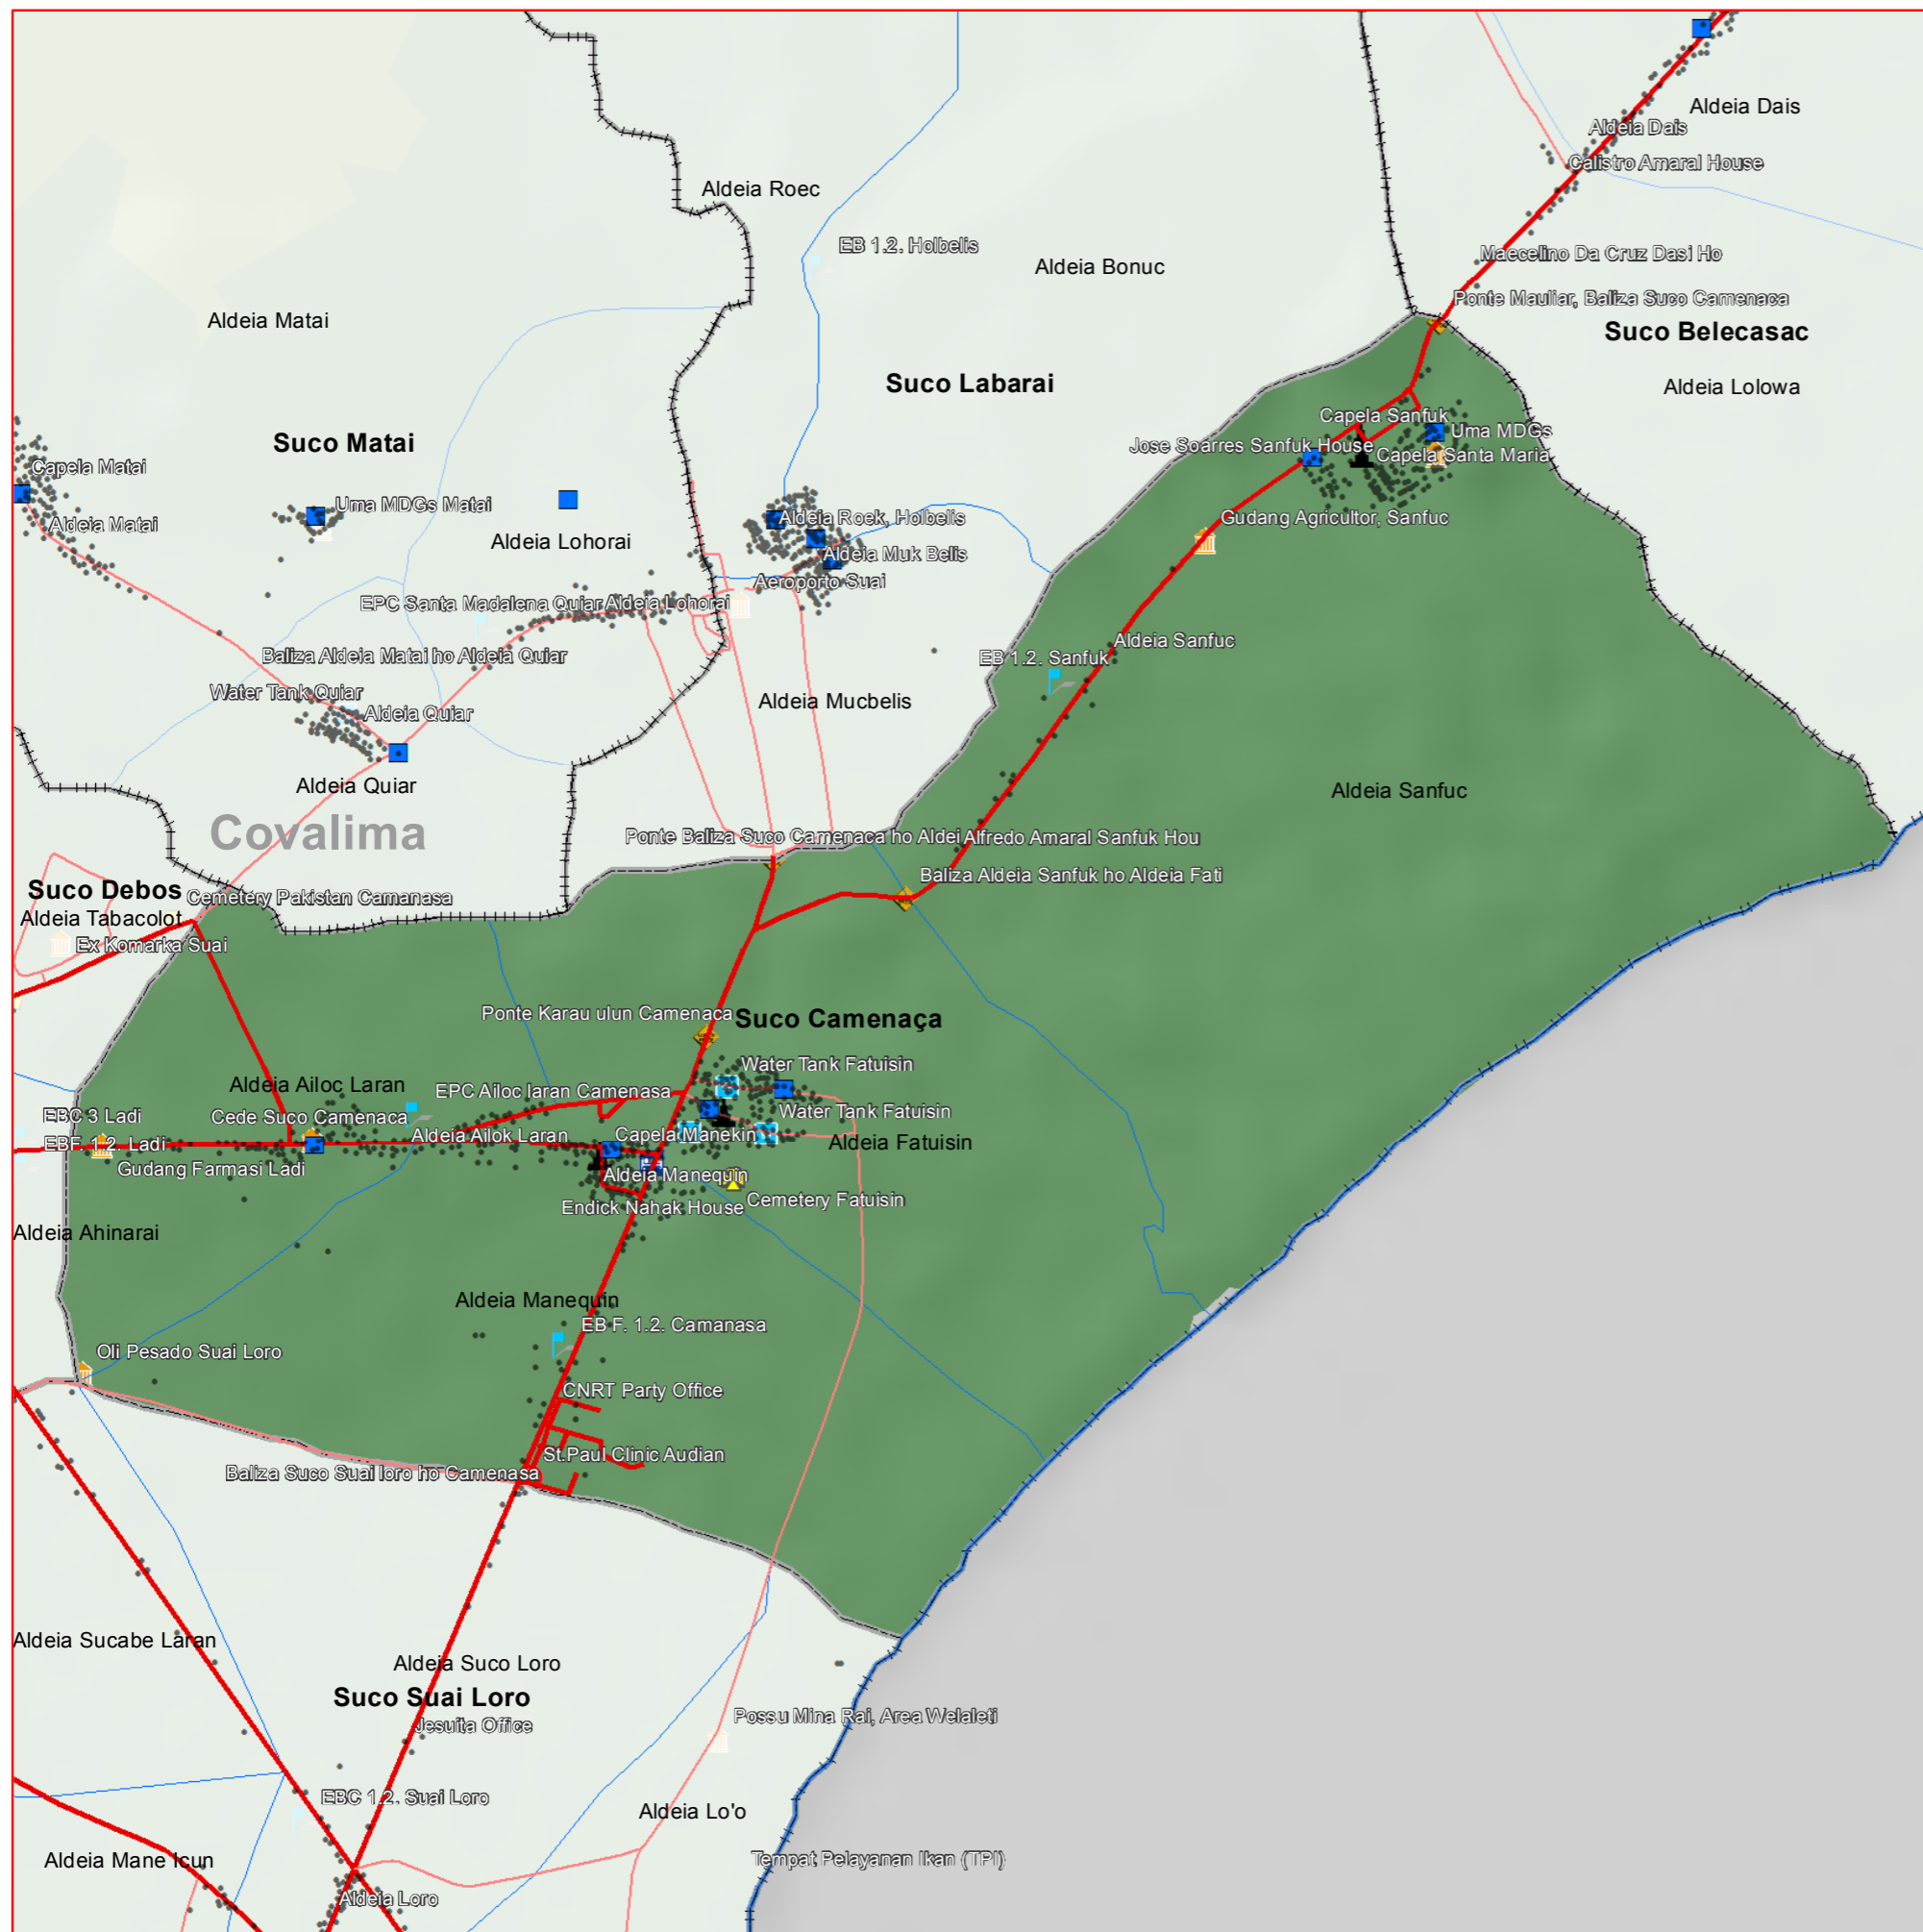 Aldeia Dais
Aldeia Dais
Calistro Amaral House
Aldeia Roec
EB 1.2. Holbelis
Aldeia Bonuc
Maecelino Da Cruz Dasi Ho
Ponte Mauliar, Baliza Suco Camenaca
Aldeia Matai
Suco Belecasac
Suco Labarai
Aldeia Lolowa
Capela Sanfuk
Uma MDGs
Suco Matai
Jose Soarres Sanfuk House
Capela Santa Maria
Capela Matai
Uma MDGs Matai
Aldeia Matai
Aldeia Roek, Holbelis
Gudang Agricultor, Sanfuc
Aldeia Lohorai
Aldeia Muk Belis
Aeroporto Suai
EPC Santa Madalena Quiar
Aldeia Lohorai
Aldeia Sanfuc
Baliza Aldeia Matai ho Aldeia Quiar
EB 1.2. Sanfuk
Water Tank Quiar
Aldeia Quiar
Aldeia Mucbelis
Aldeia Quiar
Aldeia Sanfuc
Covalima
Ponte Baliza Suco Camenaca ho Aldei
Alfredo Amaral Sanfuk Hou
Baliza Aldeia Sanfuk ho Aldeia Fati
Suco Debos
Cemetery Pakistan Camanasa
Aldeia Tabacolot
Ex Komarka Suai
Ponte Karau ulun Camenaca
Suco Camenaça
Water Tank Fatuisin
Aldeia Ailoc Laran
EPC Ailoc laran Camenasa
EBC 3 Ladi
Cede Suco Camenaca
Water Tank Fatuisin
EBF. 1.2. Ladi
Aldeia Ailok Laran
Capela Manekin
Aldeia Fatuisin
Gudang Farmasi Ladi
Aldeia Manequin
Cemetery Fatuisin
Endick Nahak House
Aldeia Ahinarai
Aldeia Manequin
EB F. 1.2. Camanasa
Oli Pesado Suai Loro
CNRT Party Office
St.Paul Clinic Audian
Baliza Suco Suai loro ho Camenasa
Aldeia Sucabe Laran
Aldeia Suco Loro
Suco Suai Loro
Jesuita Office
Possu Mina Rai, Area Welaleti
EBC 1.2. Suai Loro
Aldeia Lo'o
Aldeia Mane Icun
Tempat Pelayanan Ikan (TPI)
Aldeia Loro